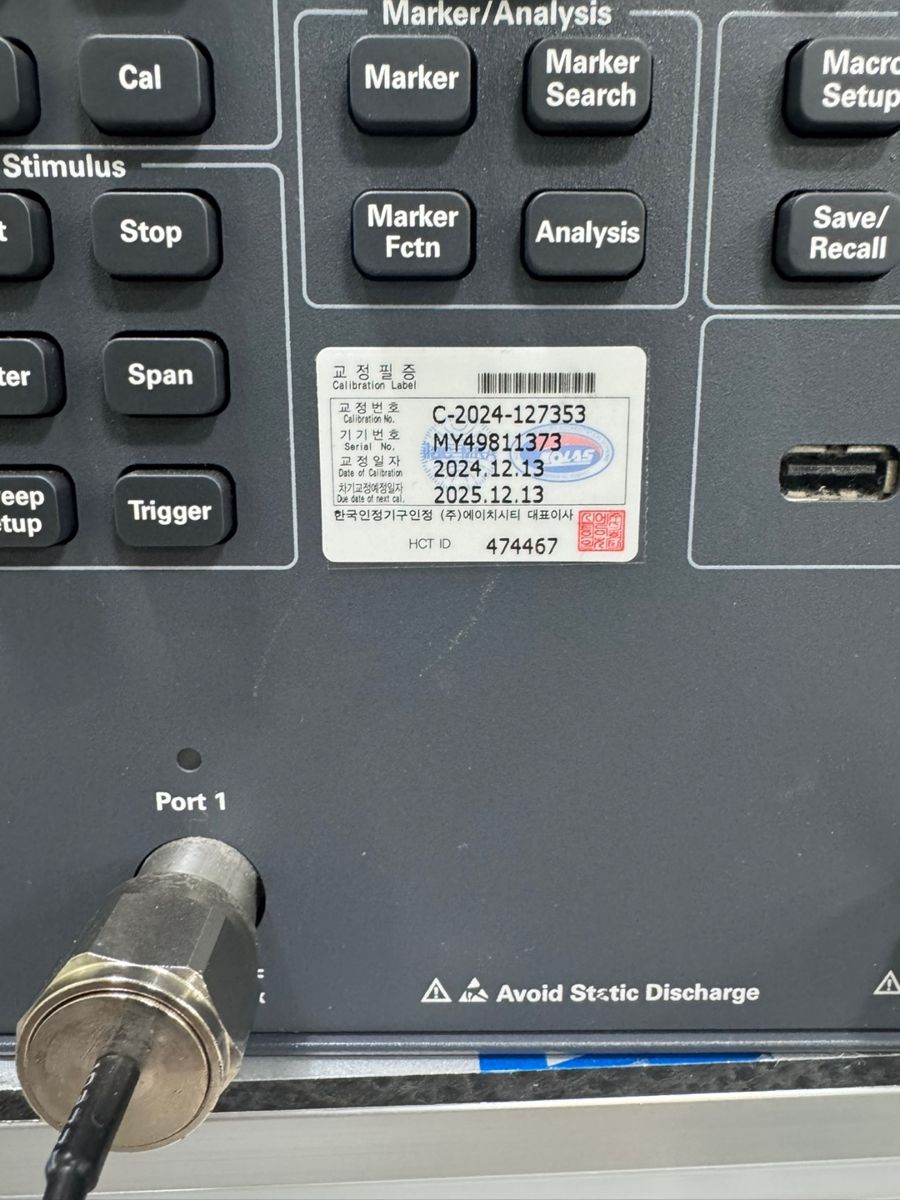 Marker/Analysis
Cal
Marker
Marker
Search
Macro
Setup
Stimulus
Stop
Marker
Fctn
Analysis
Save/
Recall
Span
Trigger
교정필증
Calibration Label
교정번호 C-2024-127353
Calibration No.
기기번호 MY49811373
Serial No.
교정일자 2024.12.13
Date of Calibration
차기교정예정일자 2025.12.13
Due date of next cal.
한국인정기구인정 (주)에이치시티 대표이사
HCT ID 474467
Port 1
Avoid Static Discharge